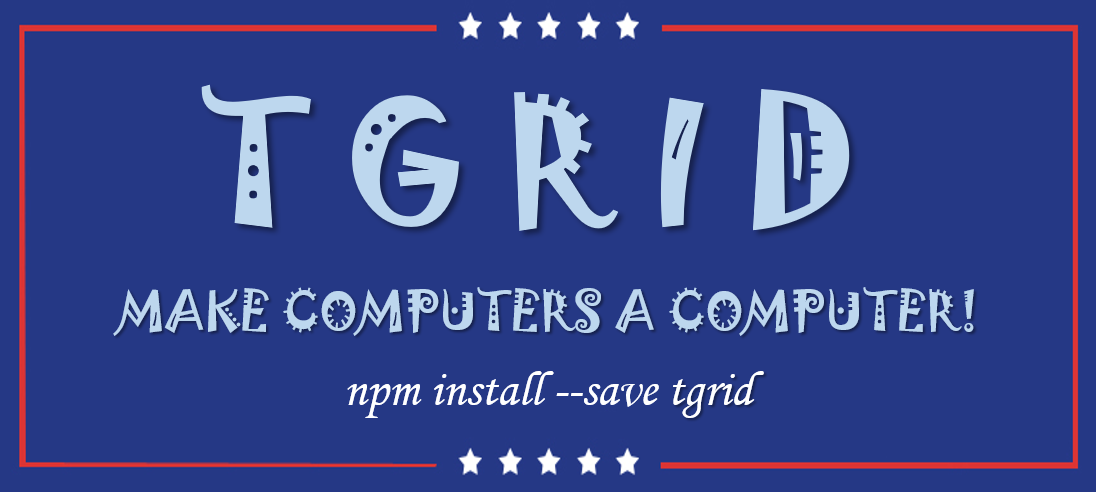 TGRID
MAKE COMPUTERS A COMPUTER!
npm install --save tgrid